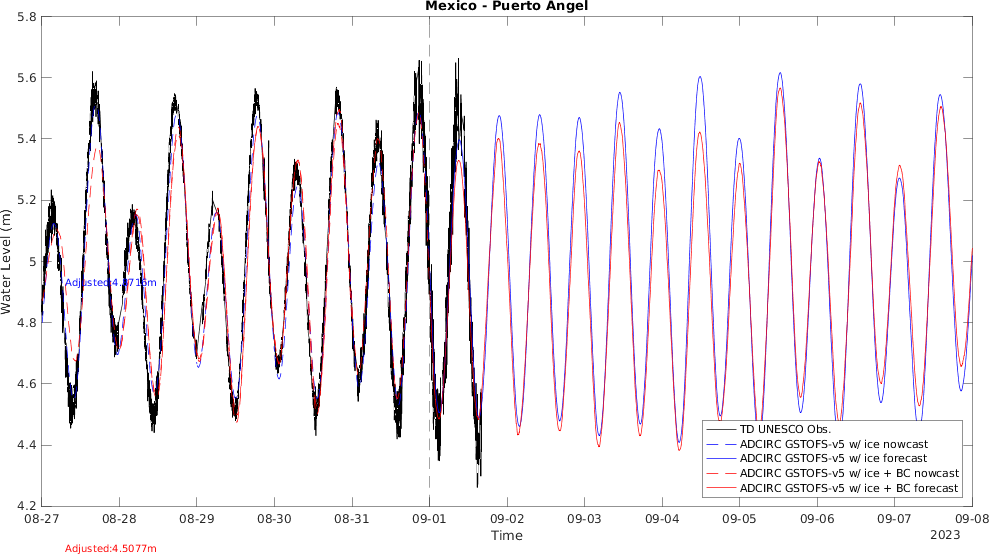 Mexico - Puerto Angel
5.8
5.6
5.4
5.2
5
4.8
4.6
4.4
4.2
Water Level (m)
08-27
08-28
08-29
08-30
08-31
09-01
09-02
09-03
09-04
09-05
09-06
09-07
09-08
Time
2023
TD UNESCO Obs.
ADCIRC GSTOFS-v5 w/ ice nowcast
ADCIRC GSTOFS-v5 w/ ice forecast
ADCIRC GSTOFS-v5 w/ ice + BC nowcast
ADCIRC GSTOFS-v5 w/ ice + BC forecast
Adjusted:4.5077m